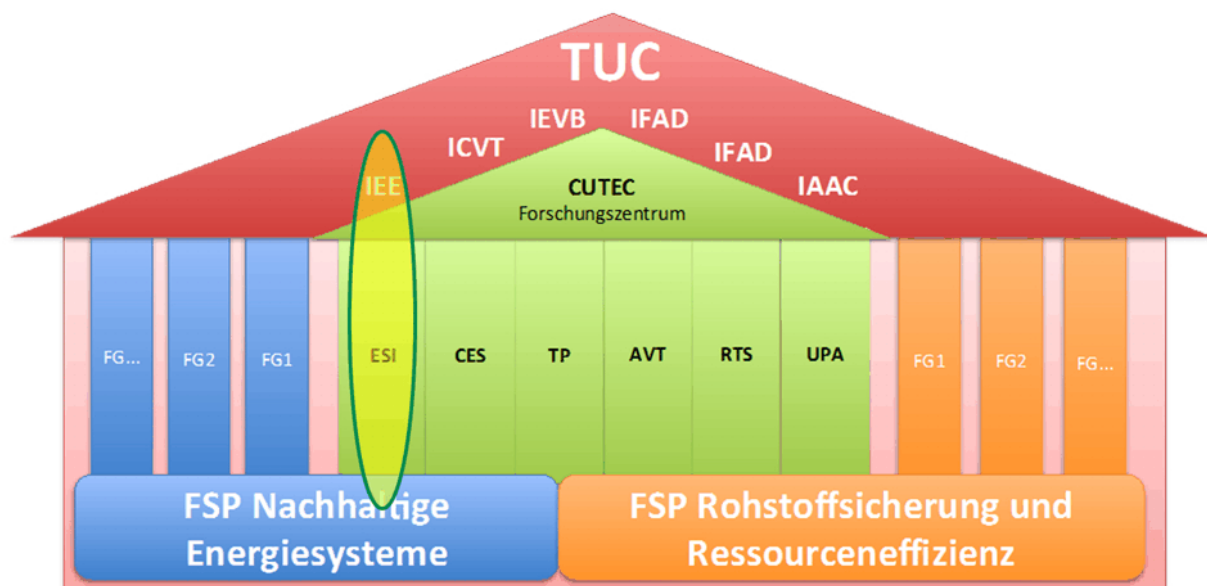 TUC
IEVB IFAD
ICVT IFAD
IEE IAAC
CUTEC
Forschungszentrum
FG... FG2 FG1 ESI CES TP AVT RTS UPA FG1 FG2 FG...
FSP Nachhaltige
Energiesysteme
FSP Rohstoffsicherung und
Ressourceneffizienz